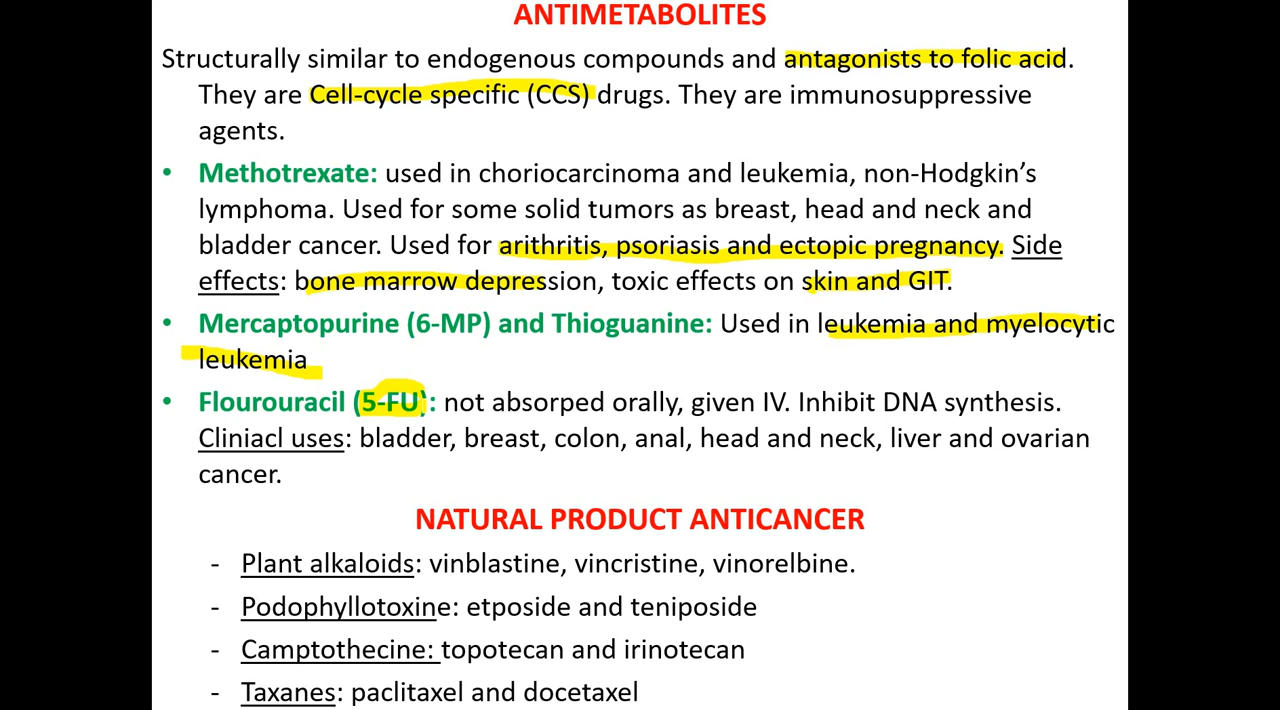 ANTIMETABOLITES
Structurally similar to endogenous compounds and antagonists to folic acid.
They are Cell-cycle specific (CCS) drugs. They are immunosuppressive
agents.
• Methotrexate: used in choriocarcinoma and leukemia, non-Hodgkin’s
lymphoma. Used for some solid tumors as breast, head and neck and
bladder cancer. Used for arithritis, psoriasis and ectopic pregnancy. Side
effects: bone marrow depression, toxic effects on skin and GIT.
• Mercaptopurine (6-MP) and Thioguanine: Used in leukemia and myelocytic
leukemia
• Flourouracil (5-FU): not absorped orally, given IV. Inhibit DNA synthesis.
Cliniacl uses: bladder, breast, colon, anal, head and neck, liver and ovarian
cancer.
NATURAL PRODUCT ANTICANCER
- Plant alkaloids: vinblastine, vincristine, vinorelbine.
- Podophyllotoxine: etposide and teniposide
- Camptothecine: topotecan and irinotecan
- Taxanes: paclitaxel and docetaxel